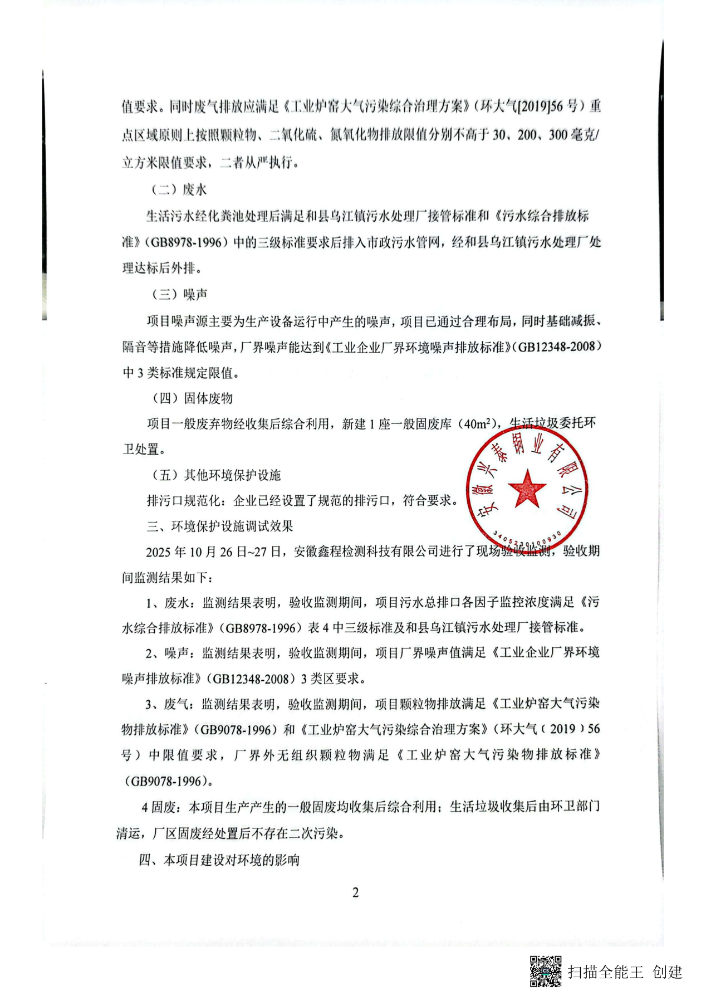 值要求。同时废气排放应满足《工业炉窑大气污染综合治理方案》（环大气[2019]56 号）重
点区域原则上按照颗粒物、二氧化硫、氮氧化物排放限值分别不高于 30、200、300 毫克/
立方米限值要求，二者从严执行。
（二）废水
生活污水经化粪池处理后满足和县乌江镇污水处理厂接管标准和《污水综合排放标
准》（GB8978-1996）中的三级标准要求后排入市政污水管网，经和县乌江镇污水处理厂处
理达标后外排。
（三）噪声
项目噪声源主要为生产设备运行中产生的噪声，项目已通过合理布局，同时基础减振、
隔音等措施降低噪声，厂界噪声能达到《工业企业厂界环境噪声排放标准》（GB12348-2008）
中 3 类标准规定限值。
（四）固体废物
项目一般废弃物经收集后综合利用，新建 1 座一般固废库（40m²），生活垃圾委托环
卫处置。
（五）其他环境保护设施
排污口规范化：企业已经设置了规范的排污口，符合要求。
安徽兴泰铜业有限公司
3405230100930
三、环境保护设施调试效果
2025 年 10 月 26 日~27 日，安徽鑫程检测科技有限公司进行了现场验收监测，验收期
间监测结果如下：
1、废水：监测结果表明，验收监测期间，项目污水总排口各因子监控浓度满足《污
水综合排放标准》（GB8978-1996）表 4 中三级标准及和县乌江镇污水处理厂接管标准。
2、噪声：监测结果表明，验收监测期间，项目厂界噪声值满足《工业企业厂界环境
噪声排放标准》（GB12348-2008）3 类区要求。
3、废气：监测结果表明，验收监测期间，项目颗粒物排放满足《工业炉窑大气污染
物排放标准》（GB9078-1996）和《工业炉窑大气污染综合治理方案》（环大气﹝2019﹞56
号）中限值要求，厂界外无组织颗粒物满足《工业炉窑大气污染物排放标准》
（GB9078-1996）。
4 固废：本项目生产产生的一般固废均收集后综合利用；生活垃圾收集后由环卫部门
清运，厂区固废经处置后不存在二次污染。
四、本项目建设对环境的影响
2
扫描全能王 创建